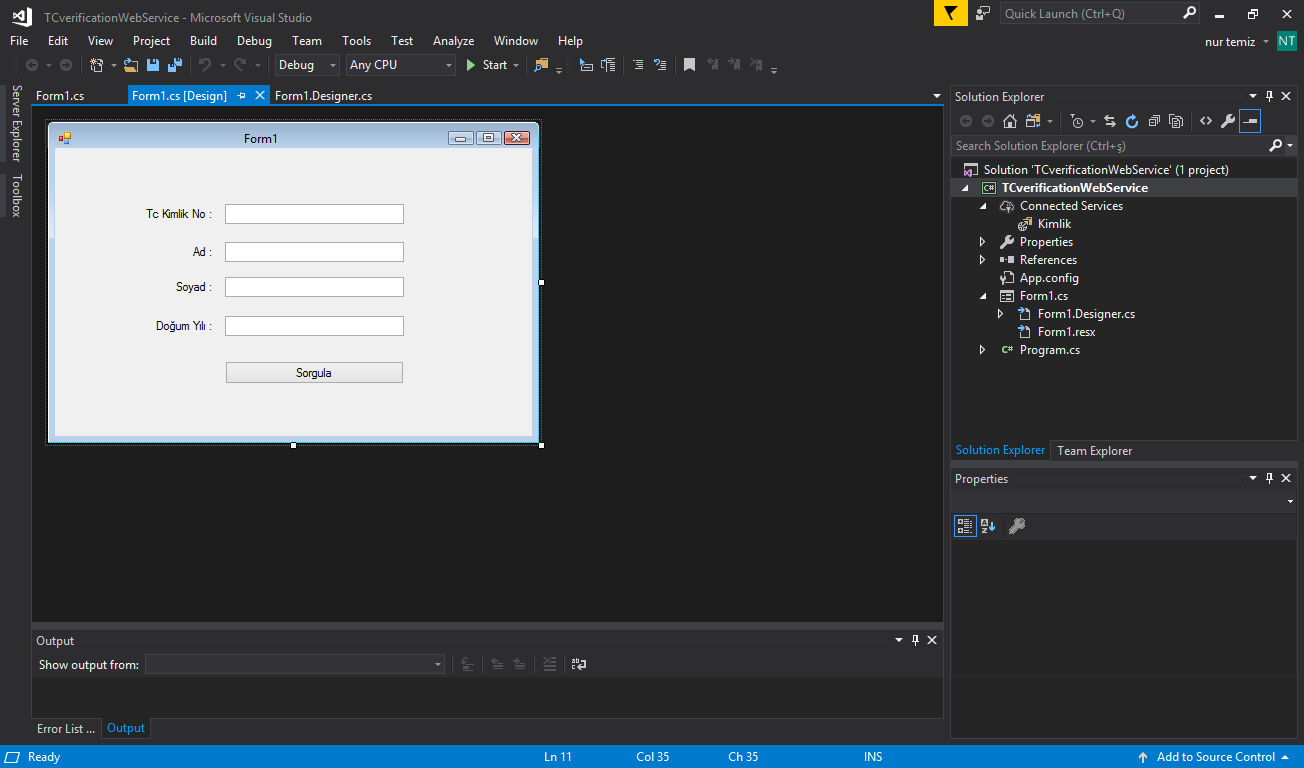 TCverificationWebService - Microsoft Visual Studio
Quick Launch (Ctrl+Q)
File Edit View Project Build Debug Team Tools Test Analyze Window Help
nur temiz NT
Debug Any CPU Start
Server Explorer
Toolbox
Form1.cs Form1.cs [Design] Form1.Designer.cs
Form1
Tc Kimlik No :
Ad :
Soyad :
Doğum Yılı :
Sorgula
Solution Explorer
Search Solution Explorer (Ctrl+ş)
Solution 'TCverificationWebService' (1 project)
C# TCverificationWebService
Connected Services
Kimlik
Properties
References
App.config
Form1.cs
Form1.Designer.cs
Form1.resx
C# Program.cs
Solution Explorer Team Explorer
Properties
Output
Show output from:
Error List ... Output
Ready Ln 11 Col 35 Ch 35 INS Add to Source Control